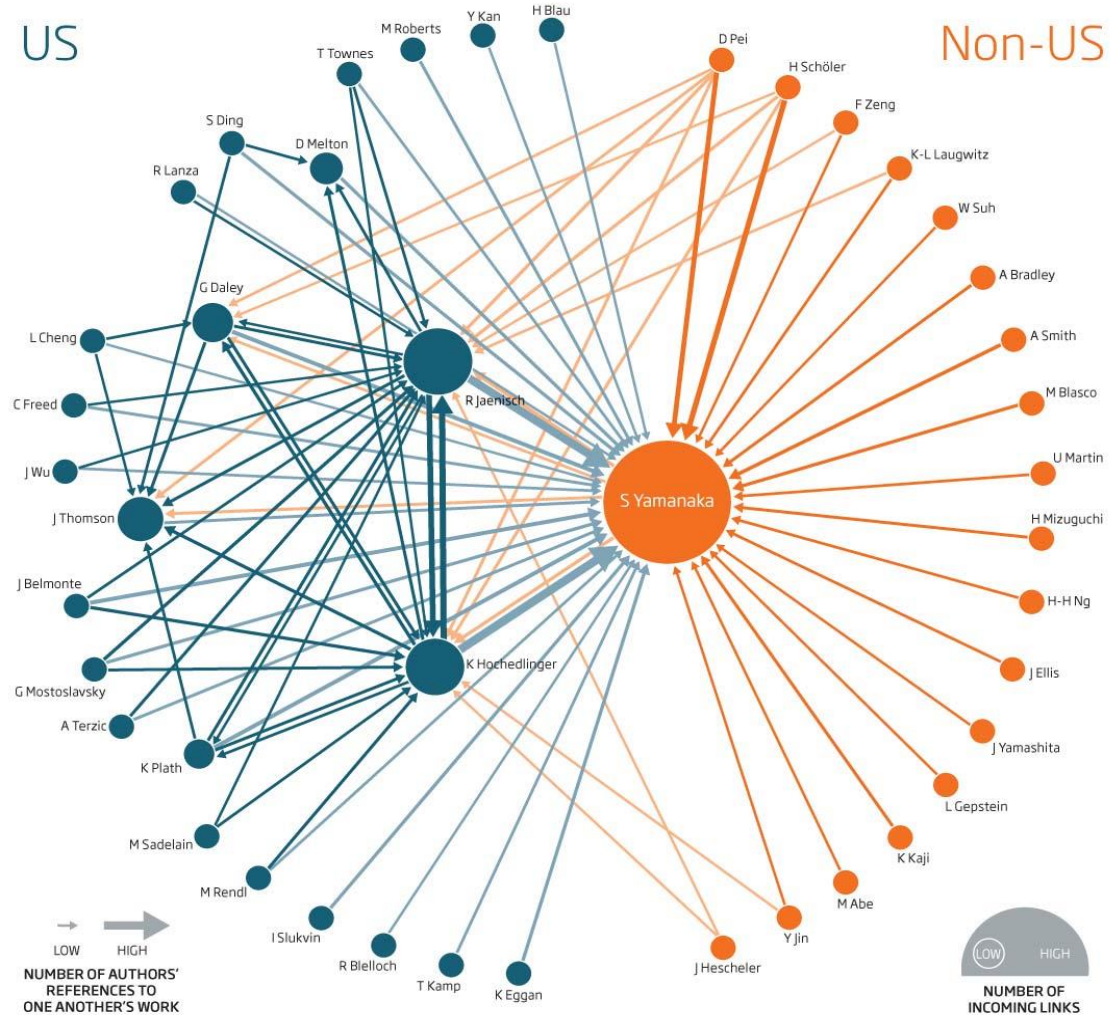 US
Non-US
H Blau
Y Kan
M Roberts
T Townes
D Pei
H Schöler
F Zeng
S Ding
D Melton
K-L Laugwitz
R Lanza
W Suh
A Bradley
G Daley
L Cheng
A Smith
R Jaenisch
M Blasco
C Freed
U Martin
J Wu
S Yamanaka
J Thomson
H Mizuguchi
J Belmonte
H-H Ng
K Hochedlinger
J Ellis
G Mostoslavsky
A Terzic
J Yamashita
K Plath
L Gepstein
M Sadelain
K Kaji
M Rendl
M Abe
I Slukvin
Y Jin
R Blelloch
J Hescheler
T Kamp
K Eggan
LOW HIGH
NUMBER OF AUTHORS'
REFERENCES TO
ONE ANOTHER'S WORK
LOW HIGH
NUMBER OF
INCOMING LINKS